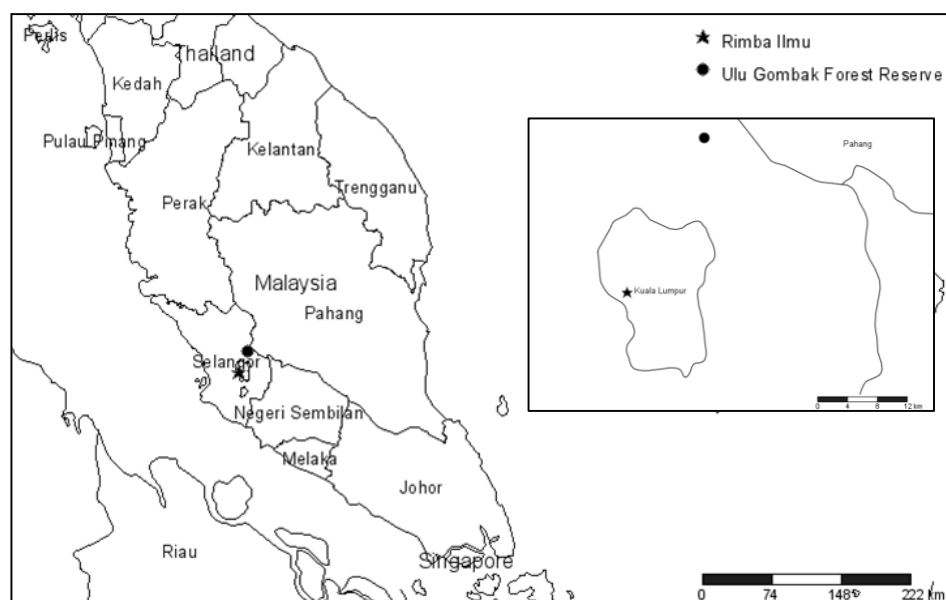 Perlis
Thailand
Kedah
Pulau Pinang
Kelantan
Perak
Trengganu
Malaysia
Pahang
Selangor
Negeri Sembilan
Melaka
Johor
Riau
Singapore
Rimba Ilmu
Ulu Gombak Forest Reserve
Pahang
Kuala Lumpur
0 4 8 12 km
0 74 148 222 km